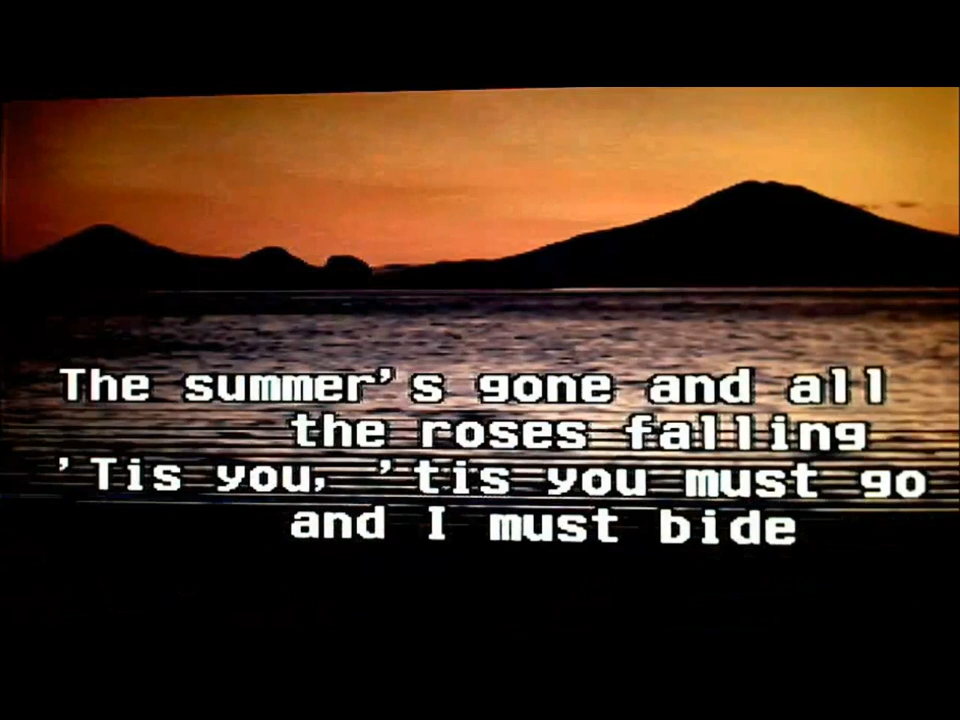 The summer's gone and all
the roses falling
'Tis you, 'tis you must go
and I must bide